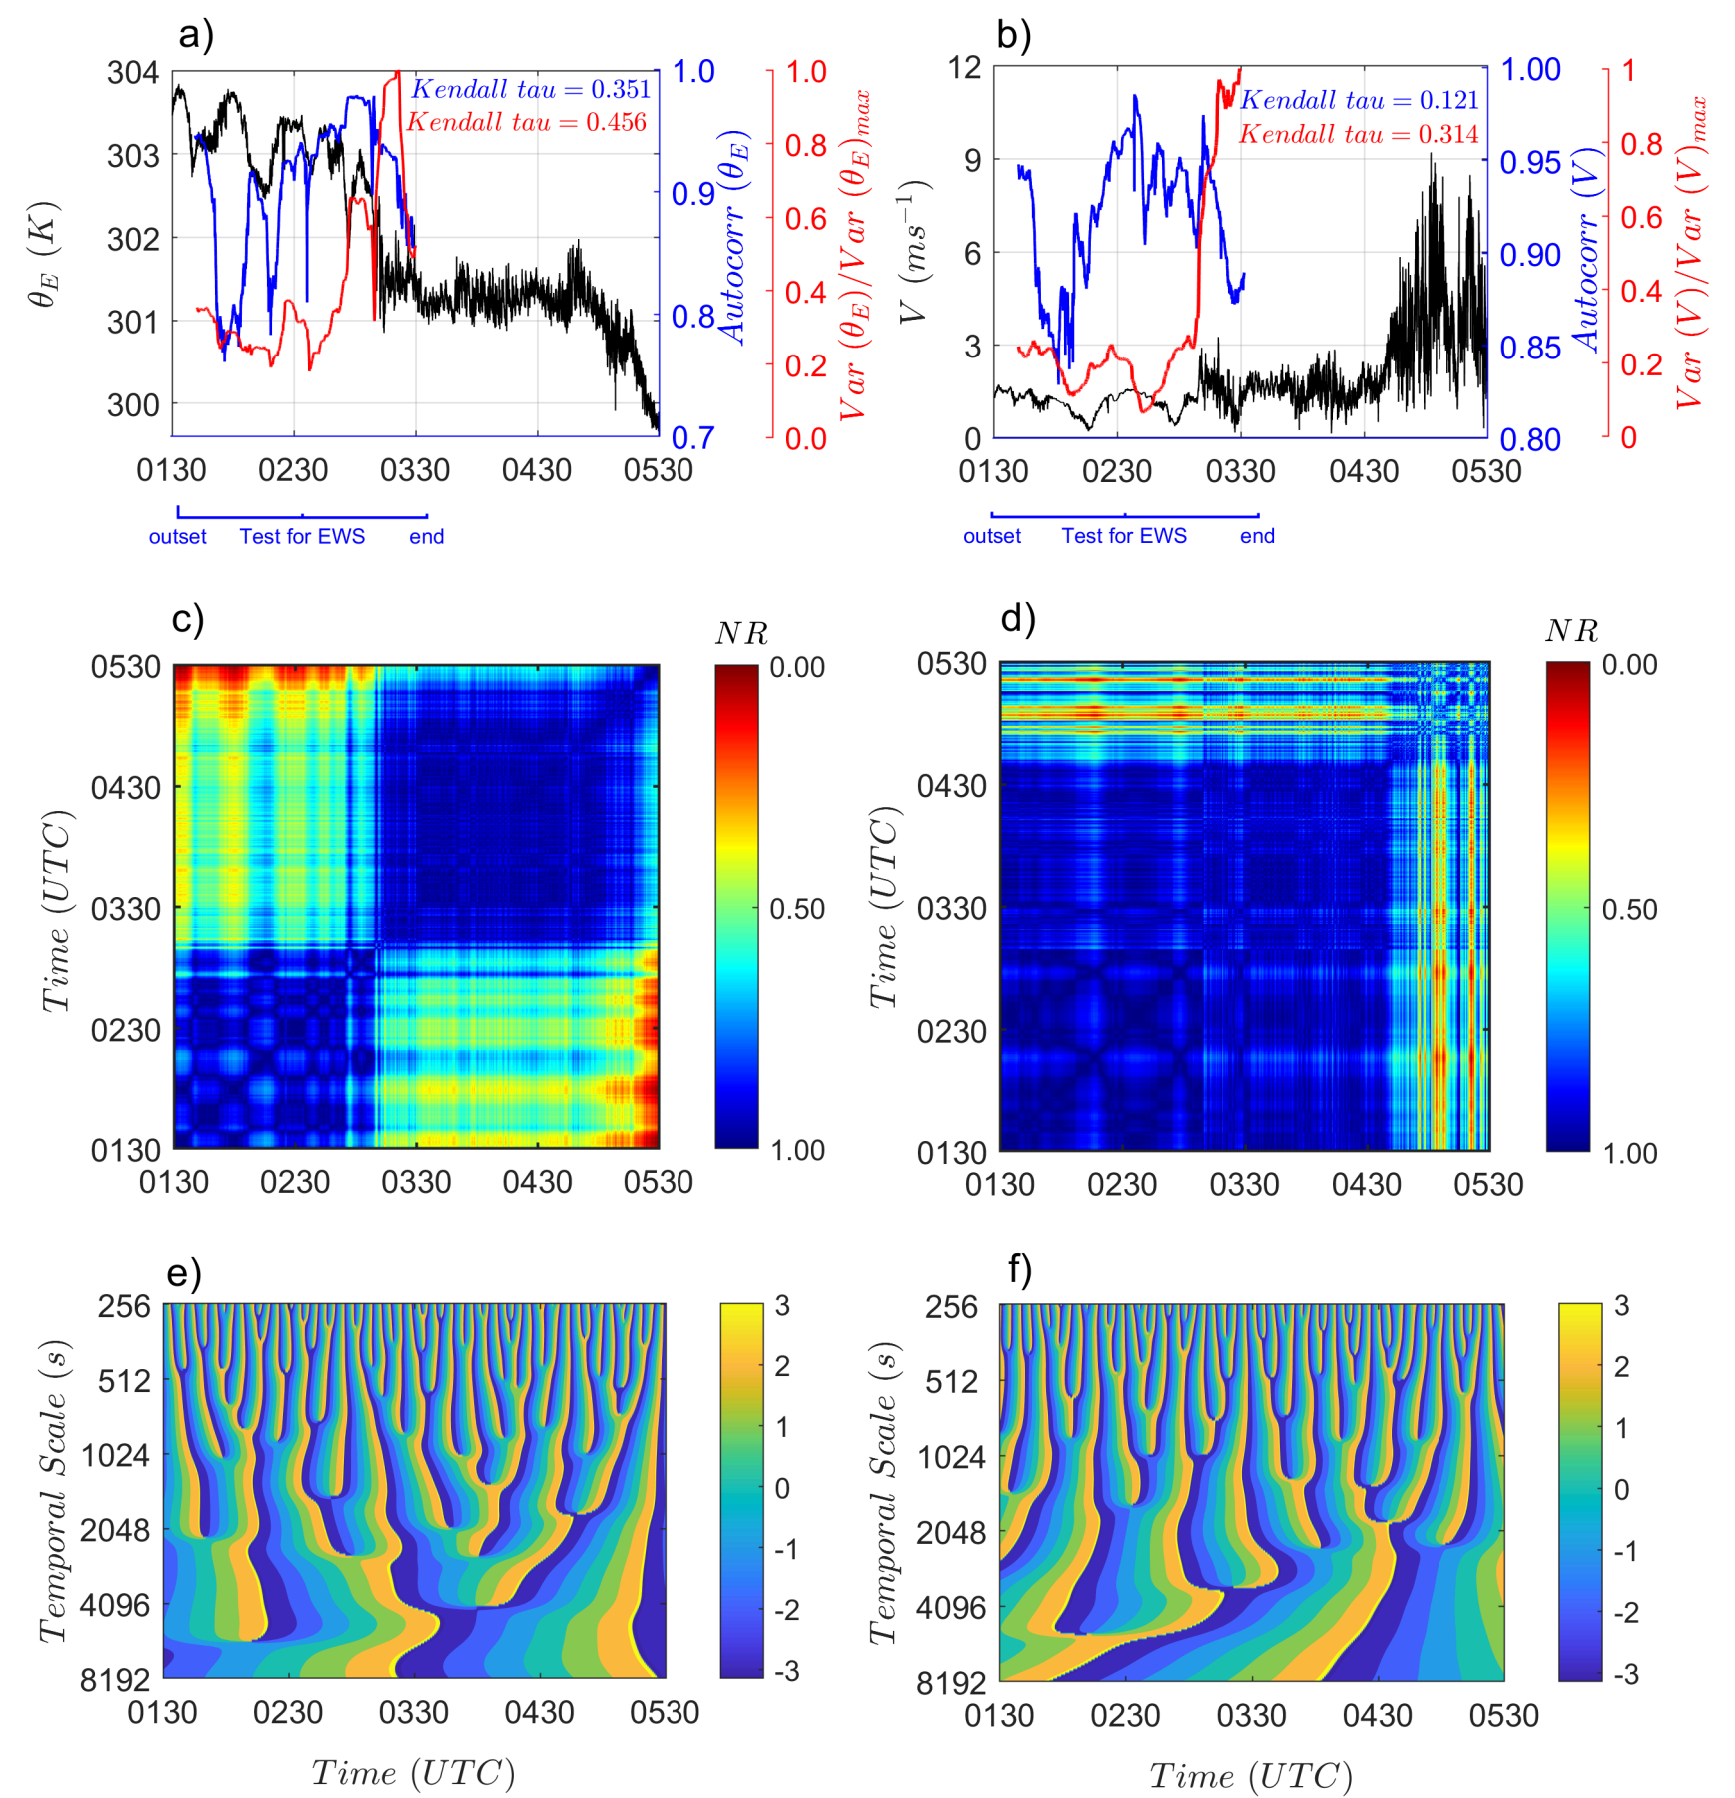 a)
304
303
302
301
300
θ_E (K)
Kendall tau = 0.351
Kendall tau = 0.456
1.0
0.9
0.8
0.7
Autocorr (θ_E)
1.0
0.8
0.6
0.4
0.2
0.0
Var (θ_E)/Var (θ_E)_max
0130 0230 0330 0430 0530
outset Test for EWS end
b)
12
9
6
3
0
V (ms⁻¹)
Kendall tau = 0.121
Kendall tau = 0.314
1.00
0.95
0.90
0.85
0.80
Autocorr (V)
1
0.8
0.6
0.4
0.2
0
Var (V)/Var (V)_max
0130 0230 0330 0430 0530
outset Test for EWS end
c)
NR
0530
0430
0330
0230
0130
Time (UTC)
0130 0230 0330 0430 0530
0.00
0.50
1.00
d)
NR
0530
0430
0330
0230
0130
Time (UTC)
0130 0230 0330 0430 0530
0.00
0.50
1.00
e)
256
512
1024
2048
4096
8192
Temporal Scale (s)
0130 0230 0330 0430 0530
Time (UTC)
3
2
1
0
-1
-2
-3
f)
256
512
1024
2048
4096
8192
Temporal Scale (s)
0130 0230 0330 0430 0530
Time (UTC)
3
2
1
0
-1
-2
-3